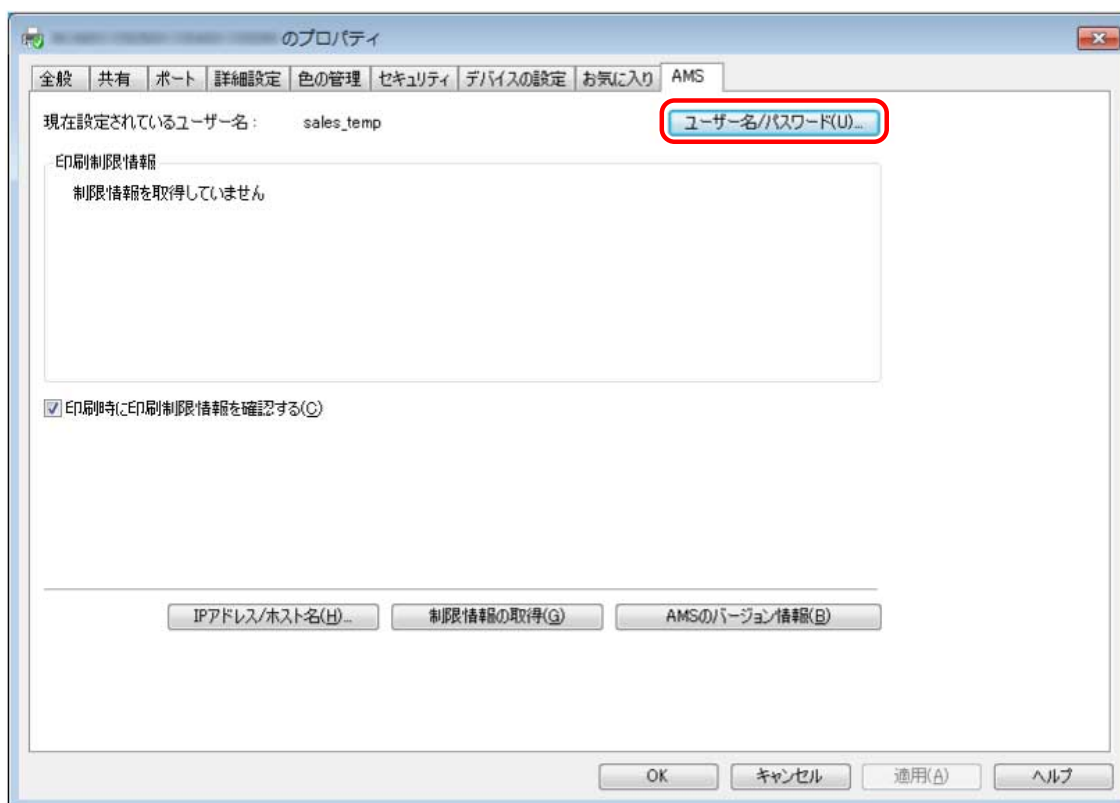 のプロパティ
全般 共有 ポート 詳細設定 色の管理 セキュリティ デバイスの設定 お気に入り AMS
現在設定されているユーザー名： sales_temp ユーザー名/パスワード(U)...
印刷制限情報
制限情報を取得していません
印刷時に印刷制限情報を確認する(C)
IPアドレス/ホスト名(H)... 制限情報の取得(G) AMSのバージョン情報(B)
OK キャンセル 適用(A) ヘルプ